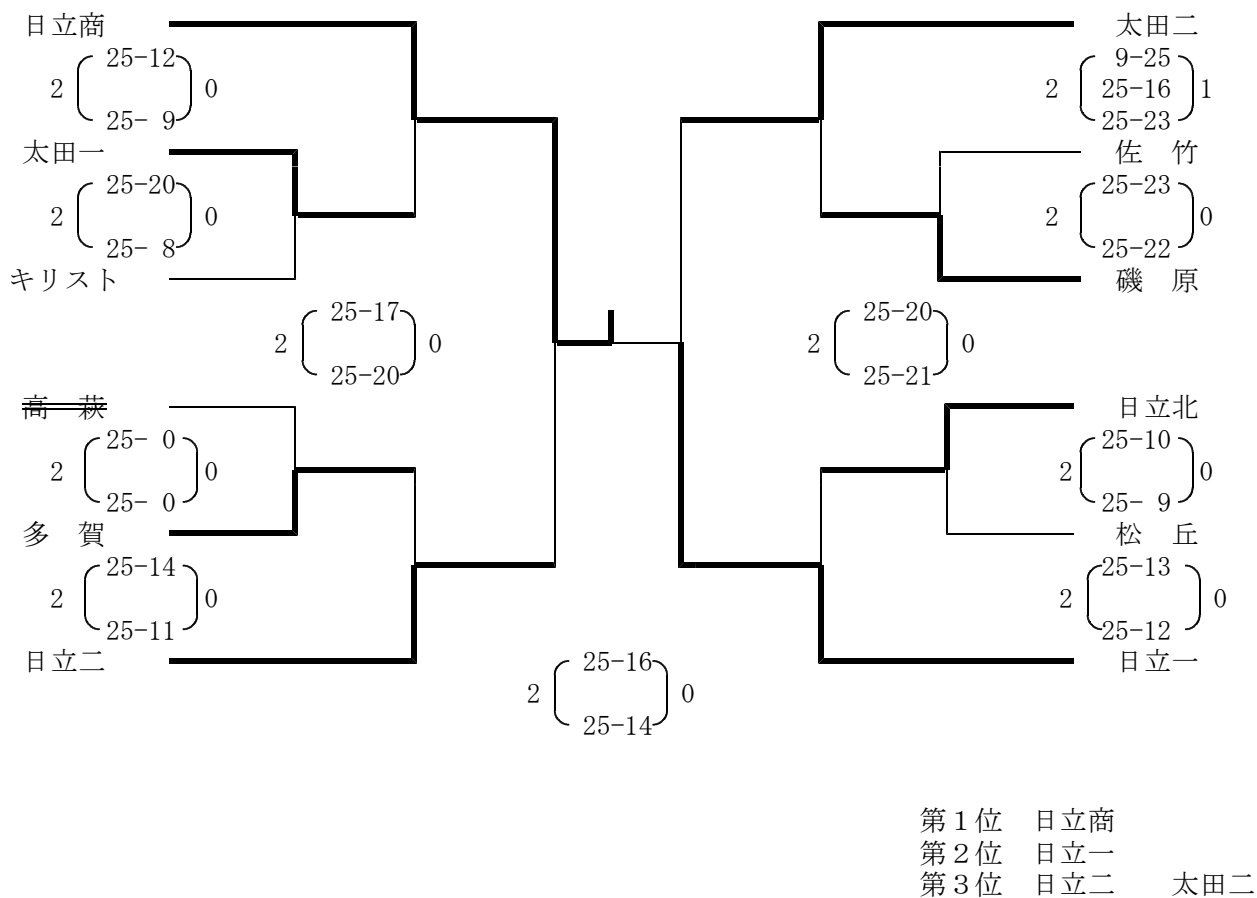 日立商
25-12
2 0
25- 9
太田一
25-20
2 0
25- 8
キリスト
25-17
2 0
25-20
高　萩
25- 0
2 0
25- 0
多　賀
25-14
2 0
25-11
日立二
太田二
9-25
2 25-16 1
25-23
佐　竹
25-23
2 0
25-22
磯　原
25-20
2 0
25-21
日立北
25-10
2 0
25- 9
松　丘
25-13
2 0
25-12
日立一
25-16
2 0
25-14
第１位　日立商
第２位　日立一
第３位　日立二　　太田二